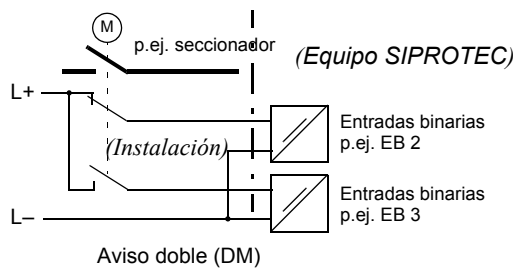 M
p.ej. seccionador
(Equipo SIPROTEC)
L+
(Instalación)
Entradas binarias
p.ej. EB 2
Entradas binarias
p.ej. EB 3
L–
Aviso doble (DM)